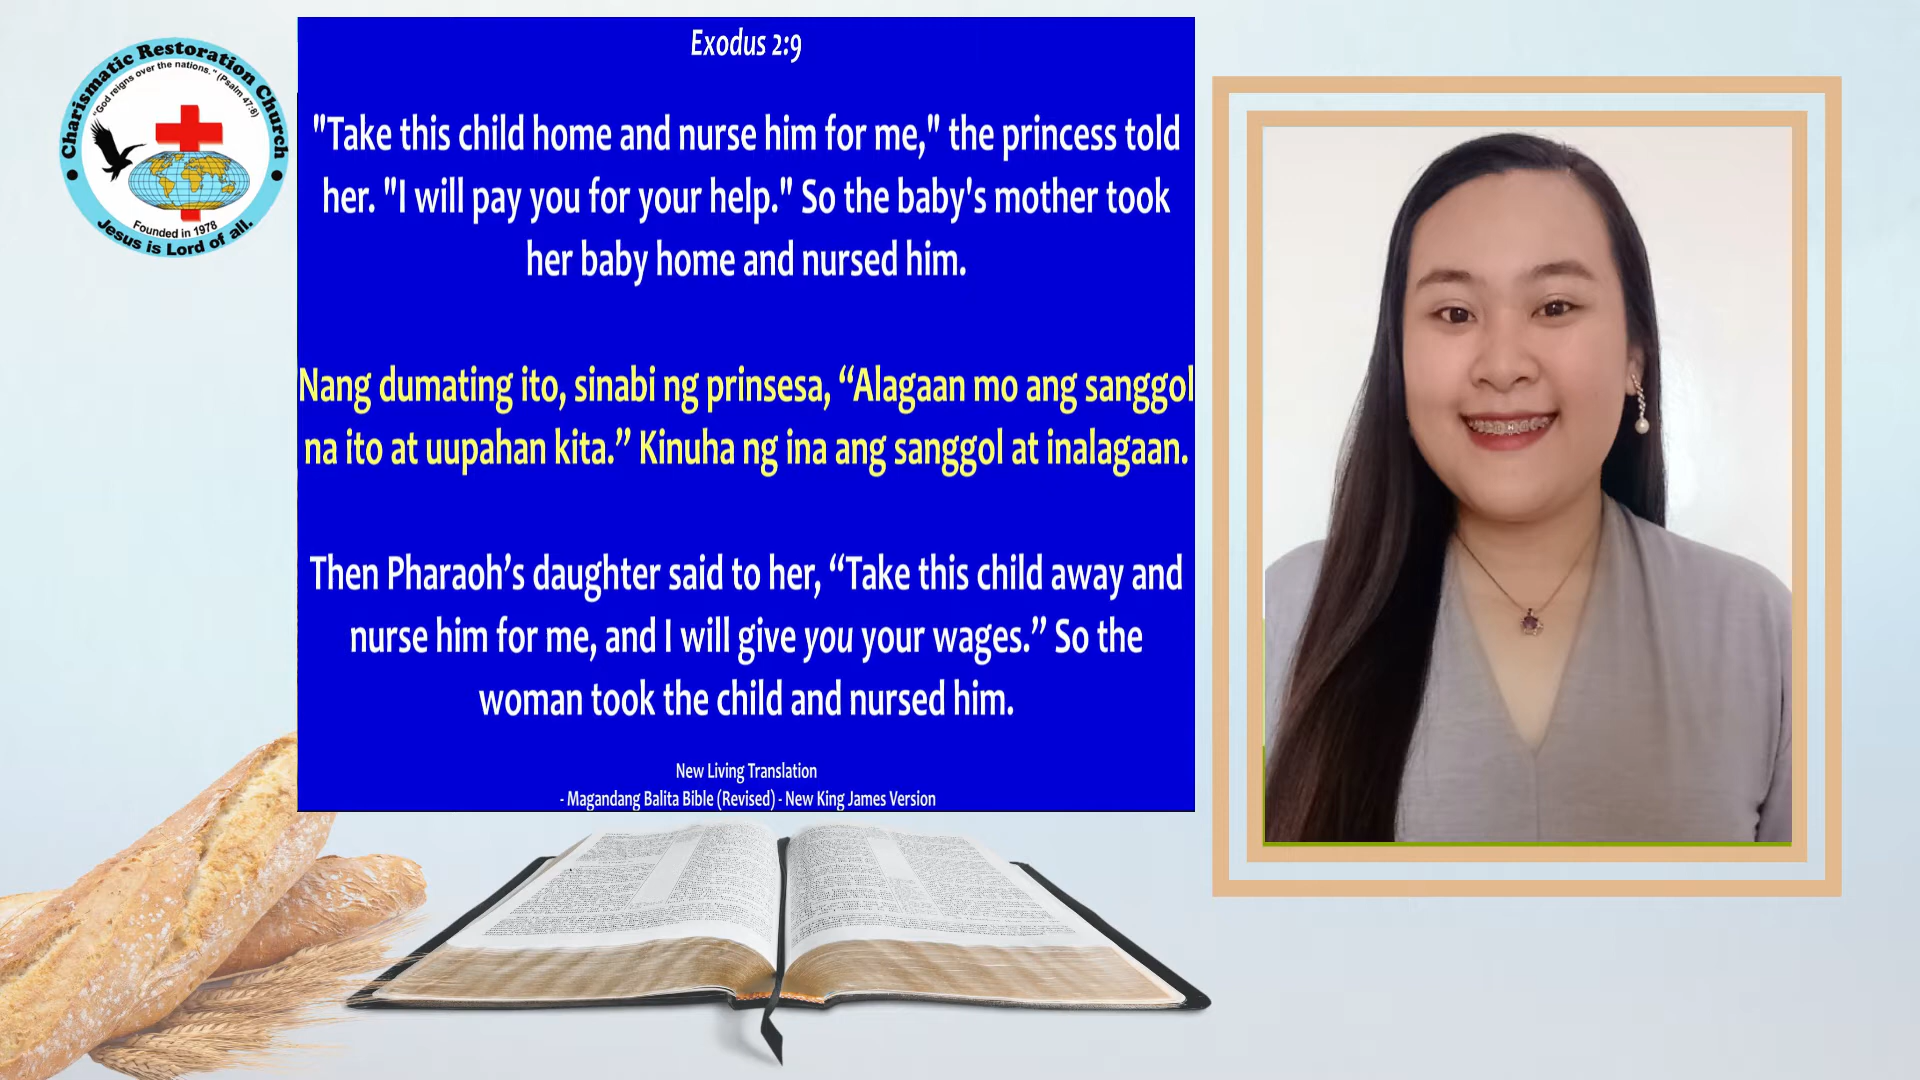 Charismatic Restoration Church
"God reigns over the nations." (Psalm 47:8)
Founded in 1978
Jesus is Lord of all.
Exodus 2:9
"Take this child home and nurse him for me," the princess told
her. "I will pay you for your help." So the baby's mother took
her baby home and nursed him.
Nang dumating ito, sinabi ng prinsesa, “Alagaan mo ang sanggol
na ito at uupahan kita.” Kinuha ng ina ang sanggol at inalagaan.
Then Pharaoh’s daughter said to her, “Take this child away and
nurse him for me, and I will give you your wages.” So the
woman took the child and nursed him.
New Living Translation
- Magandang Balita Bible (Revised) - New King James Version